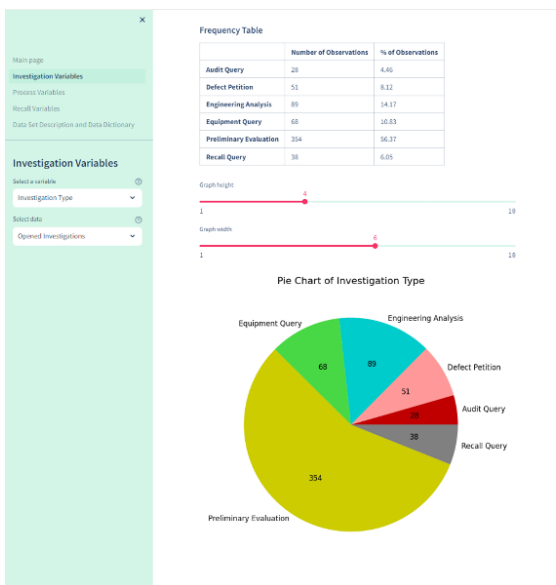 ×
Main page
Investigation Variables
Process Variables
Recall Variables
Data Set Description and Data Dictionary
Investigation Variables
Select a variable
Investigation Type
Select data
Opened Investigations
Frequency Table
Number of Observations % of Observations
Audit Query 28 4.46
Defect Petition 51 8.12
Engineering Analysis 89 14.17
Equipment Query 68 10.83
Preliminary Evaluation 354 56.37
Recall Query 38 6.05
Graph height
4
1 10
Graph width
6
1 10
Pie Chart of Investigation Type
Engineering Analysis
Equipment Query
89
68
Defect Petition
51
Audit Query
28
38
Recall Query
354
Preliminary Evaluation